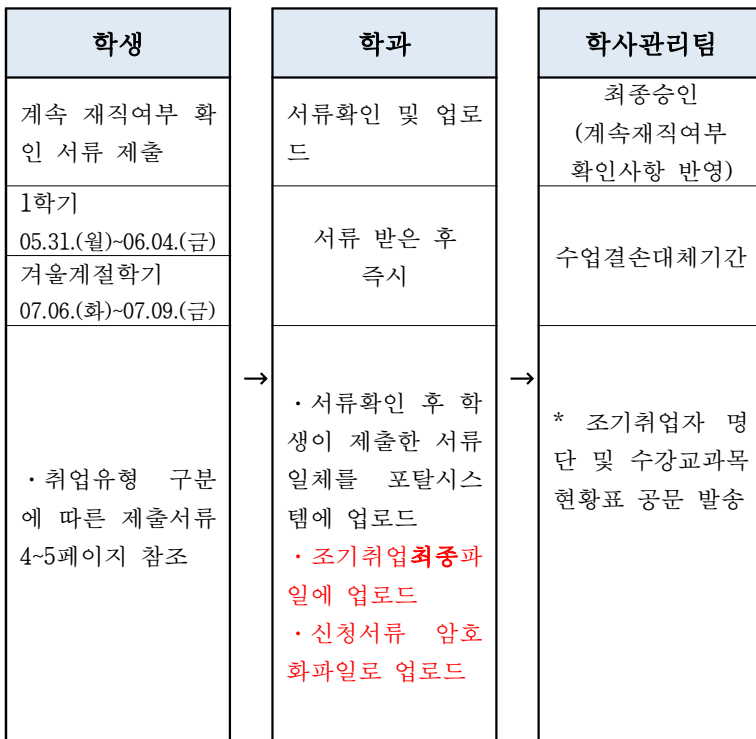 학생
계속 재직여부 확
인 서류 제출
1학기
05.31.(월)~06.04.(금)
겨울계절학기
07.06.(화)~07.09.(금)
·취업유형 구분
에 따른 제출서류
4~5페이지 참조
→
학과
서류확인 및 업로
드
서류 받은 후
즉시
·서류확인 후 학
생이 제출한 서류
일체를 포탈시스
템에 업로드
·조기취업최종파
일에 업로드
·신청서류 암호
화파일로 업로드
→
학사관리팀
최종승인
(계속재직여부
확인사항 반영)
수업결손대체기간
* 조기취업자 명
단 및 수강교과목
현황표 공문 발송